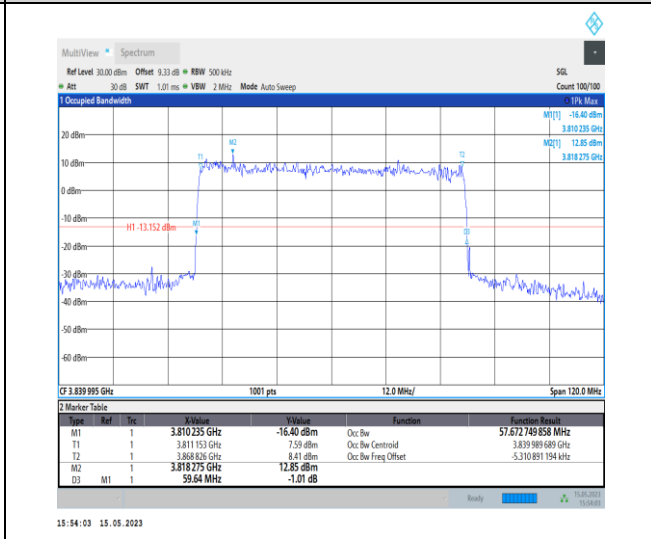 MultiView Spectrum
Ref Level 30.00 dBm Offset 9.33 dB RBW 500 kHz SGL
Att 30 dB SWT 1.01 ms VBW 2 MHz Mode Auto Sweep Count 100/100
1 Occupied Bandwidth 1Pk Max
M1[1] -16.40 dBm
3.810 235 GHz
M2[1] 12.85 dBm
3.818 275 GHz
20 dBm
M2
T1
10 dBm
0 dBm
-10 dBm
H1 -13.152 dBm
M1
D3
-20 dBm
-30 dBm
-40 dBm
-50 dBm
-60 dBm
CF 3.839 995 GHz 1001 pts 12.0 MHz/ Span 120.0 MHz
2 Marker Table
Type Ref Trc X-Value Y-Value Function Function Result
M1 1 3.810 235 GHz -16.40 dBm Occ Bw 57.672 749 858 MHz
T1 1 3.811 153 GHz 7.59 dBm Occ Bw Centroid 3.839 989 689 GHz
T2 1 3.868 826 GHz 8.41 dBm Occ Bw Freq Offset -5.310 891 194 kHz
M2 1 3.818 275 GHz 12.85 dBm
D3 M1 1 59.64 MHz -1.01 dB
Ready 15.05.2023
15:54:03
15:54:03 15.05.2023